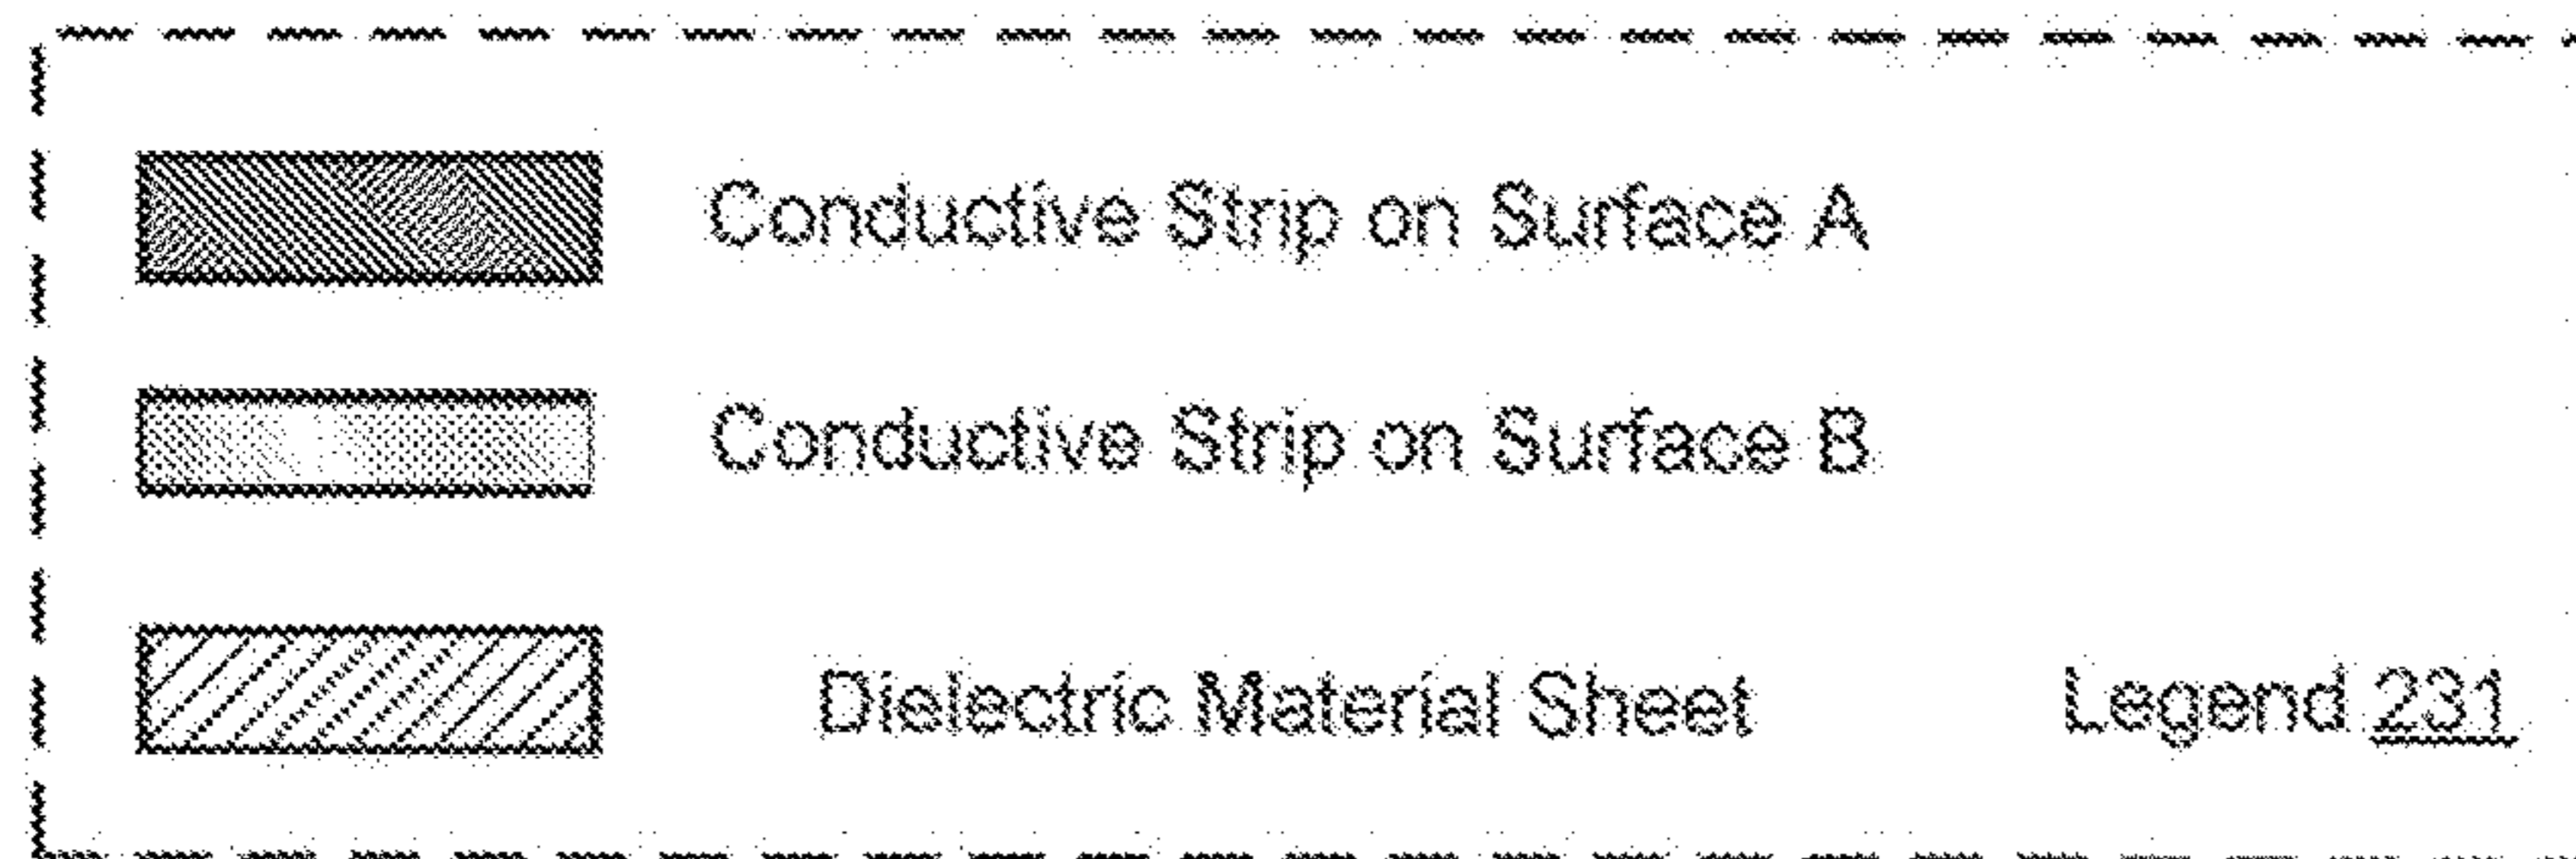 Conductive Strip on Surface A
Conductive Strip on Surface B
Dielectric Material Sheet
Legend 231